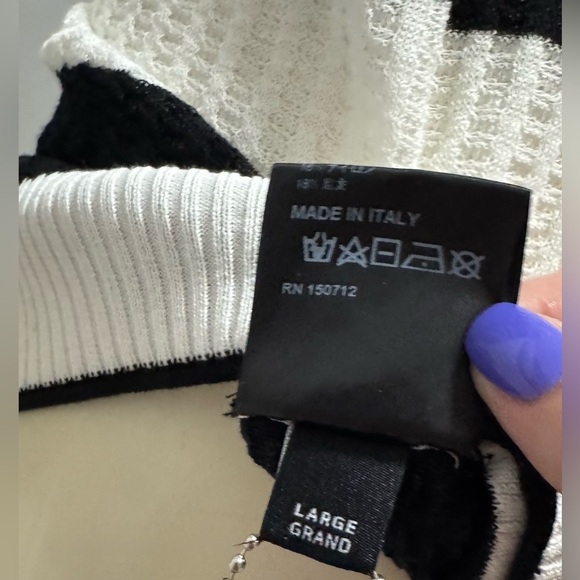 MADE IN ITALY
RN 150712
LARGE
GRAND